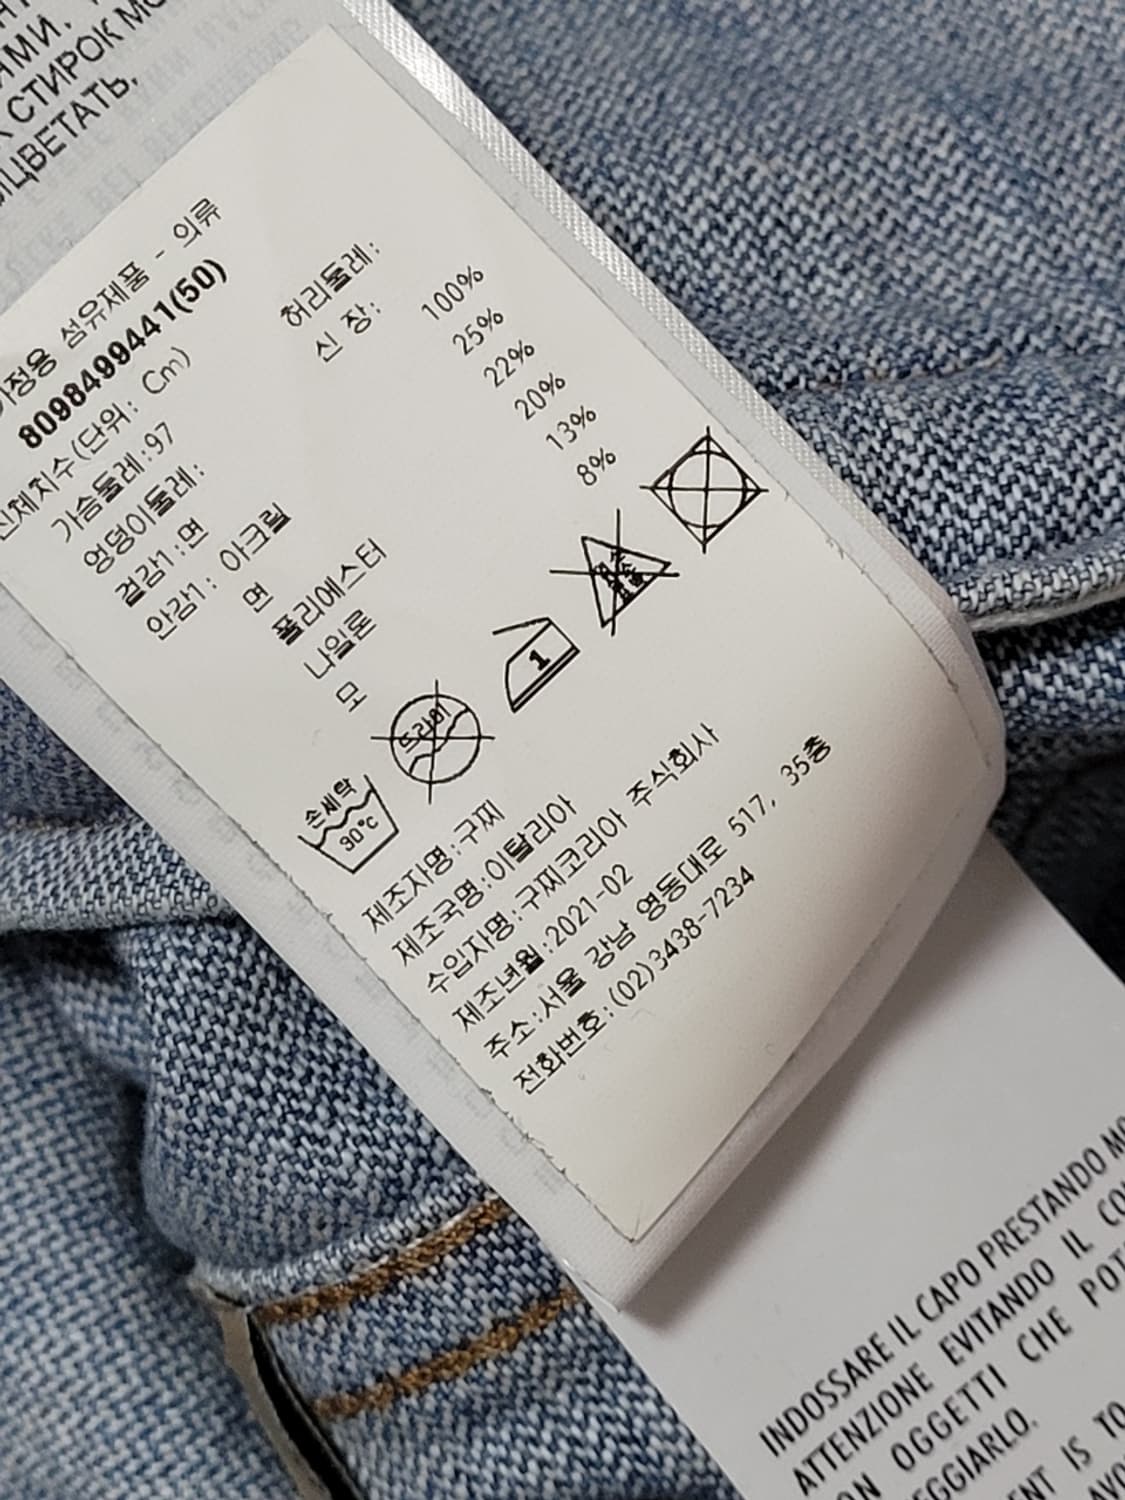 СТИРОК
ЦВЕТАТЬ,
가정용 섬유제품 - 의류
8098499441(50)
신체치수(단위: Cm)
가슴둘레:97 허리둘레:
엉덩이둘레: 신 장:
겉감1:면 100%
안감1: 아크릴 25%
면 22%
폴리에스터 20%
나일론 13%
모 8%
손세탁
30°c
드라이
1
염소
표백
제조자명:구찌
제조국명:이탈리아
수입자명:구찌코리아 주식회사
제조년월:2021-02
주소:서울 강남 영동대로 517, 35층
전화번호:(02)3438-7234
INDOSSARE IL CAPO PRESTANDO
ATTENZIONE EVITANDO IL
OGGETTI CHE
IS TO